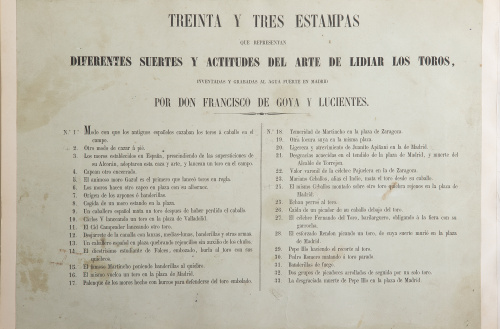 TREINTA Y TRES ESTAMPAS
QUE REPRESENTAN
DIFERENTES SUERTES Y ACTITUDES DEL ARTE DE LIDIAR LOS TOROS,
INVENTADAS Y GRABADAS AL AGUA FUERTE EN MADRID
POR DON FRANCISCO DE GOYA Y LUCIENTES.
N.º 1º Modo con que los antiguos españoles cazaban los toros á caballo en el
campo.
2. Otro modo de cazar á pié.
3. Los moros establecidos en España, prescindiendo de las supersticiones de
su Alcorán, adoptaron esta caza y arte, y lancean un toro en el campo
4. Capean otro encerrado.
5. El animoso moro Gazul es el primero que lanceó toros en regla.
6. Los moros hacen otro capeo en plaza con su albornoz.
7. Origen de los arpones ó banderillas.
8. Cogida de un moro estando en la plaza.
9. Un caballero español mata un toro despues de haber perdido el caballo
10. Cárlos V lanceando un toro en la plaza de Valladolid.
11. El Cid Campeador lanceando otro toro.
12. Desjarrete de la canalla con lanzas, medias-lunas, banderillas y otras armas.
13. Un caballero español en plaza quebrando rejoncillos sin auxilio de los chulos.
14. El diestrísimo estudiante de Falces, embozado, burla al toro con sus
quiebros.
15. El famoso Martincho poniendo banderillas al quiebro.
16. El mismo vuelca un toro en la plaza de Madrid.
17. Palenque de los moros hecho con burros para defenderse del toro embolado.
N.º 18. Temeridad de Martincho en la plaza de Zaragoza
19. Otra locura suya en la misma plaza.
20. Ligereza y atrevimiento de Juanito Apiñani en la de Madrid.
21. Desgracias acaecidas en el tendido de la plaza de Madrid, y muerte del
Alcalde de Torrejon
22. Valor varonil de la célebre Pajuelera en la de Zaragoza.
23. Mariano Ceballos, alias el Indio, mata el toro desde su caballo.
24. El mismo Ceballos montado sobre otro toro quiebra rejones en la plaza de
Madrid.
25. Echan perros al toro.
26. Caida de un picador de su caballo debajo del toro.
27. El célebre Fernando del Toro, barilarguero, obligando á la fiera con su
garrocha.
28. El esforzado Rendon picando un toro, de cuya suerte murió en la plaza
de Madrid.
29. Pepe Illo haciendo el recorte al toro.
30. Pedro Romero matando á toro parado
31. Banderillas de fuego.
32. Dos grupos de picadores arrollados de seguida por un solo toro.
33. La desgraciada muerte de Pepe Illo en la plaza de Madrid.